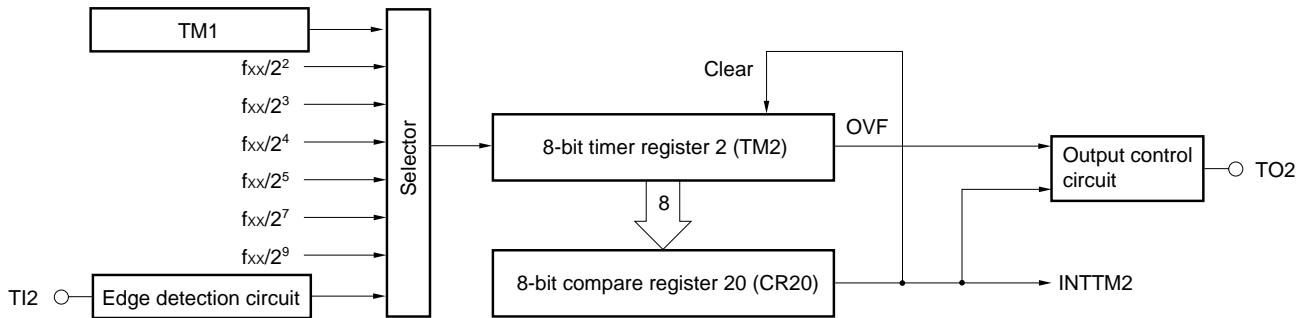 TM1
fxx/2²
fxx/2³
fxx/2⁴
fxx/2⁵
fxx/2⁷
fxx/2⁹
TI2
Edge detection circuit
Selector
Clear
8-bit timer register 2 (TM2)
OVF
8
8-bit compare register 20 (CR20)
Output control
circuit
TO2
INTTM2